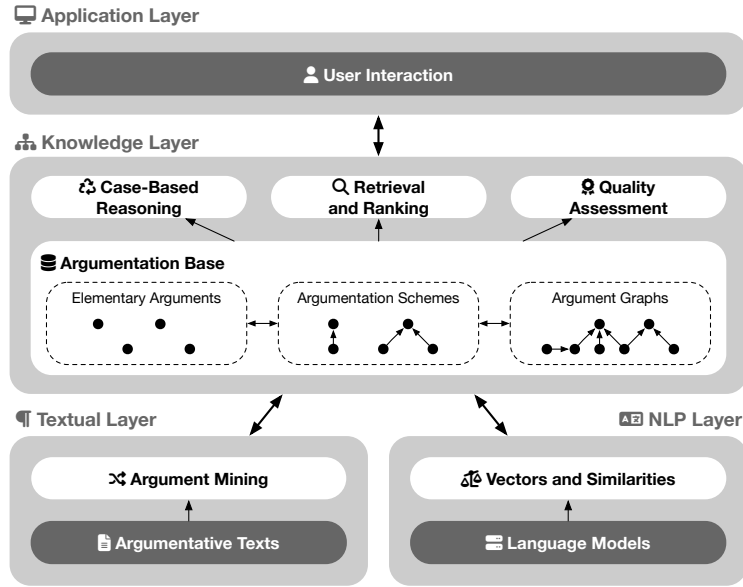 Application Layer
User Interaction
Knowledge Layer
Case-Based
Reasoning
Retrieval
and Ranking
Quality
Assessment
Argumentation Base
Elementary Arguments
Argumentation Schemes
Argument Graphs
Textual Layer
NLP Layer
Argument Mining
Vectors and Similarities
Argumentative Texts
Language Models